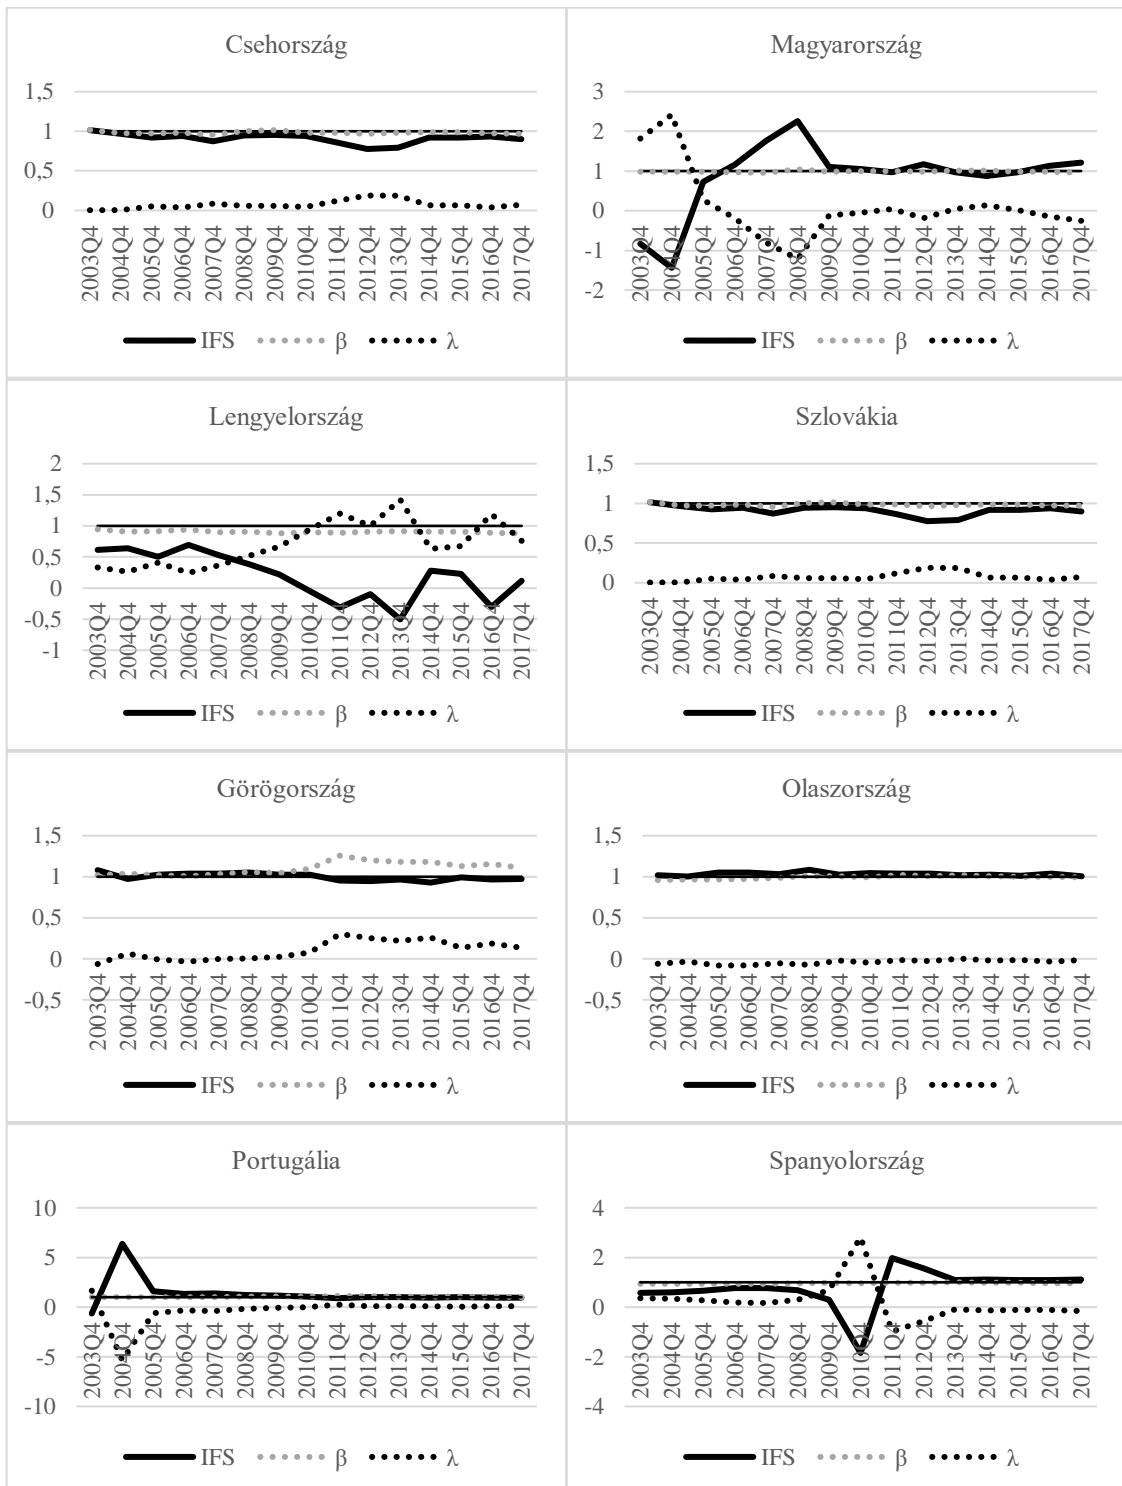 Csehország
1,5
1
0,5
0
2003Q4
2004Q4
2005Q4
2006Q4
2007Q4
2008Q4
2009Q4
2010Q4
2011Q4
2012Q4
2013Q4
2014Q4
2015Q4
2016Q4
2017Q4
IFS β λ
Magyarország
3
2
1
0
-1
-2
2003Q4
2004Q4
2005Q4
2006Q4
2007Q4
2008Q4
2009Q4
2010Q4
2011Q4
2012Q4
2013Q4
2014Q4
2015Q4
2016Q4
2017Q4
IFS β λ
Lengyelország
2
1,5
1
0,5
0
-0,5
-1
2003Q4
2004Q4
2005Q4
2006Q4
2007Q4
2008Q4
2009Q4
2010Q4
2011Q4
2012Q4
2013Q4
2014Q4
2015Q4
2016Q4
2017Q4
IFS β λ
Szlovákia
1,5
1
0,5
0
2003Q4
2004Q4
2005Q4
2006Q4
2007Q4
2008Q4
2009Q4
2010Q4
2011Q4
2012Q4
2013Q4
2014Q4
2015Q4
2016Q4
2017Q4
IFS β λ
Görögország
1,5
1
0,5
0
-0,5
2003Q4
2004Q4
2005Q4
2006Q4
2007Q4
2008Q4
2009Q4
2010Q4
2011Q4
2012Q4
2013Q4
2014Q4
2015Q4
2016Q4
2017Q4
IFS β λ
Olaszország
1,5
1
0,5
0
-0,5
2003Q4
2004Q4
2005Q4
2006Q4
2007Q4
2008Q4
2009Q4
2010Q4
2011Q4
2012Q4
2013Q4
2014Q4
2015Q4
2016Q4
2017Q4
IFS β λ
Portugália
10
5
0
-5
-10
2003Q4
2004Q4
2005Q4
2006Q4
2007Q4
2008Q4
2009Q4
2010Q4
2011Q4
2012Q4
2013Q4
2014Q4
2015Q4
2016Q4
2017Q4
IFS β λ
Spanyolország
4
2
0
-2
-4
2003Q4
2004Q4
2005Q4
2006Q4
2007Q4
2008Q4
2009Q4
2010Q4
2011Q4
2012Q4
2013Q4
2014Q4
2015Q4
2016Q4
2017Q4
IFS β λ